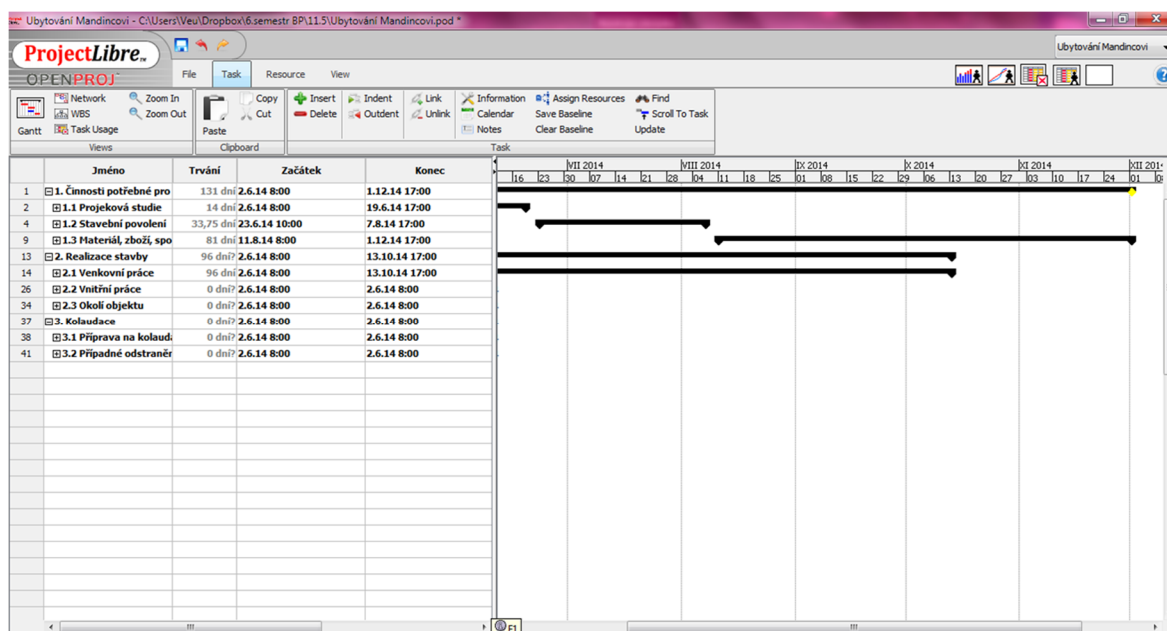 Ubytování Mandincovi - C:\Users\Veu\Dropbox\6.semestr BP\11.5\Ubytování Mandincovi.pod *
ProjectLibre™
OPENPROJ
Ubytování Mandincovi
File Task Resource View
Network Zoom In
WBS Zoom Out
Gantt Task Usage
Views
Paste Copy
Cut
Clipboard
Insert Indent Link Information Assign Resources Find
Delete Outdent Unlink Calendar Save Baseline Scroll To Task
Notes Clear Baseline Update
Task
Jméno Trvání Začátek Konec
VII 2014 VIII 2014 IX 2014 X 2014 XI 2014 XII 201
16 23 30 07 14 21 28 04 11 18 25 01 08 15 22 29 06 13 20 27 03 10 17 24 01
1 1. Činnosti potřebné pro 131 dní 2.6.14 8:00 1.12.14 17:00
2 1.1 Projeková studie 14 dní 2.6.14 8:00 19.6.14 17:00
4 1.2 Stavební povolení 33,75 dní 23.6.14 10:00 7.8.14 17:00
9 1.3 Materiál, zboží, spo 81 dní 11.8.14 8:00 1.12.14 17:00
13 2. Realizace stavby 96 dní? 2.6.14 8:00 13.10.14 17:00
14 2.1 Venkovní práce 96 dní 2.6.14 8:00 13.10.14 17:00
26 2.2 Vnitřní práce 0 dní? 2.6.14 8:00 2.6.14 8:00
34 2.3 Okolí objektu 0 dní? 2.6.14 8:00 2.6.14 8:00
37 3. Kolaudace 0 dní? 2.6.14 8:00 2.6.14 8:00
38 3.1 Příprava na kolauda 0 dní? 2.6.14 8:00 2.6.14 8:00
41 3.2 Případné odstraněr 0 dní? 2.6.14 8:00 2.6.14 8:00
F1